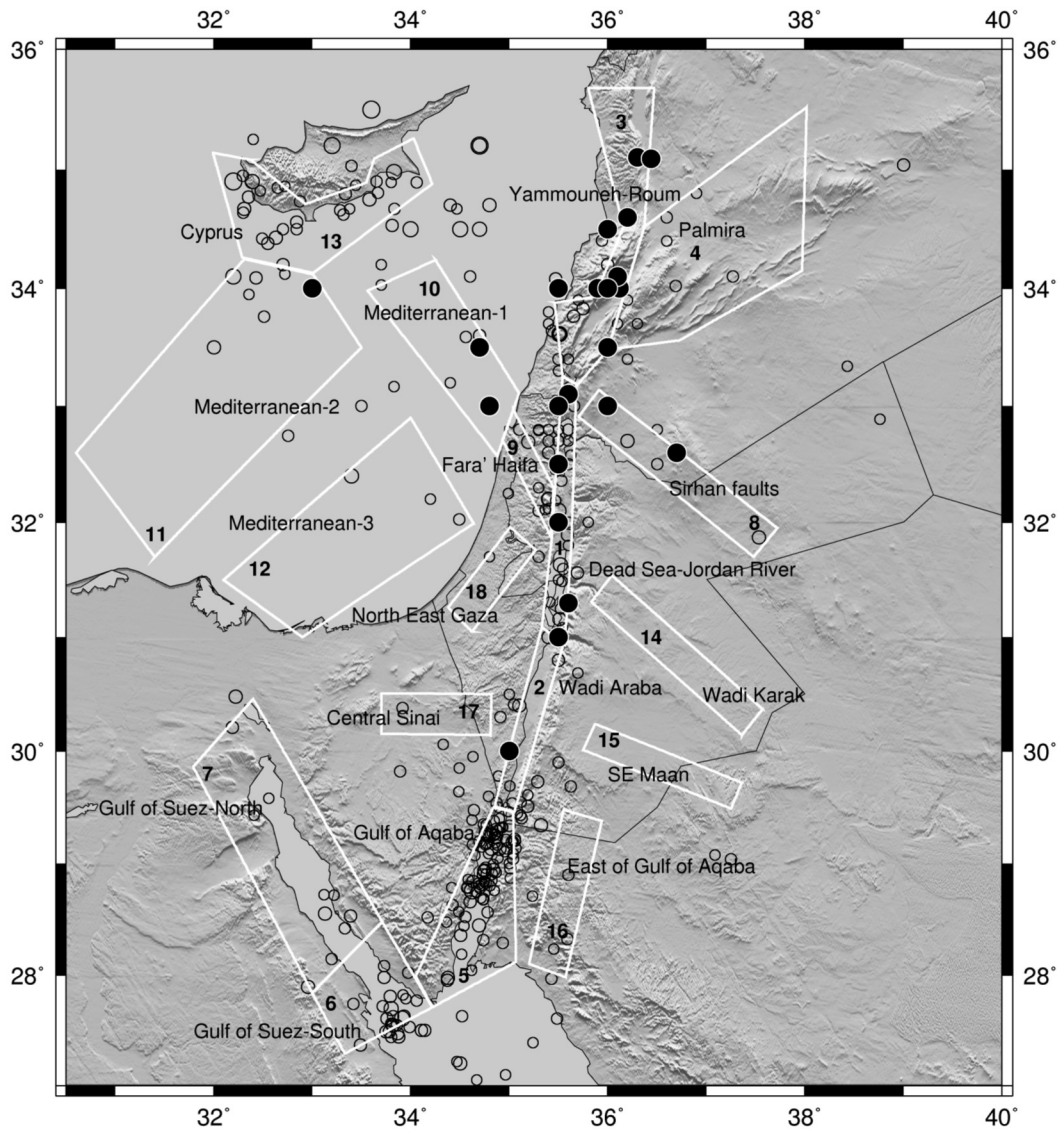 32˚ 34˚ 36˚ 38˚ 40˚
36˚ 36˚
3
Yammouneh-Roum
Palmira
4
Cyprus
13
34˚ 34˚
10
Mediterranean-1
Mediterranean-2
9
Fara' Haifa
Sirhan faults
Mediterranean-3
8
32˚ 32˚
11
12
1
Dead Sea-Jordan River
18
North East Gaza
14
2
Wadi Araba
Wadi Karak
17
Central Sinai
15
30˚ 30˚
SE Maan
7
Gulf of Suez-North
Gulf of Aqaba
East of Gulf of Aqaba
16
28˚ 28˚
5
6
Gulf of Suez-South
32˚ 34˚ 36˚ 38˚ 40˚